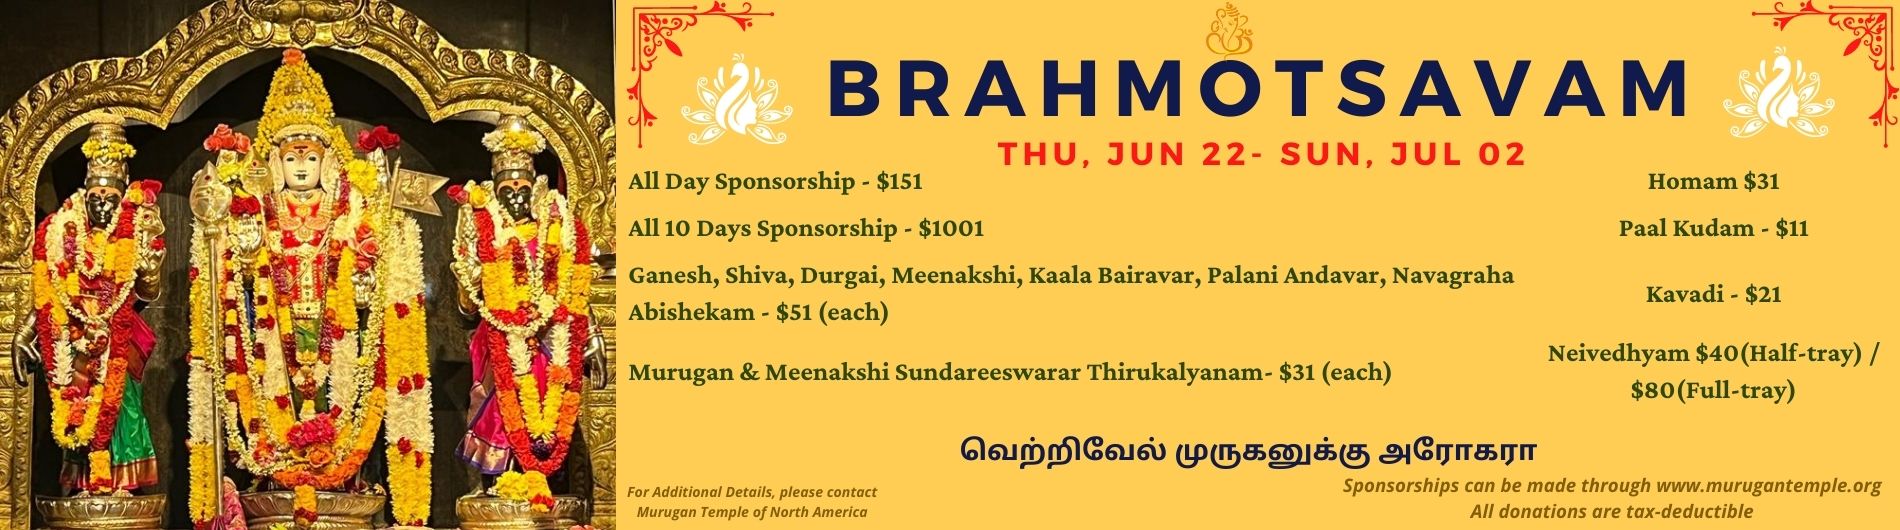 BRAHMOTSAVAM
THU, JUN 22- SUN, JUL 02
All Day Sponsorship - $151
All 10 Days Sponsorship - $1001
Ganesh, Shiva, Durgai, Meenakshi, Kaala Bairavar, Palani Andavar, Navagraha
Abishekam - $51 (each)
Murugan & Meenakshi Sundareeswarar Thirukalyanam- $31 (each)
Homam $31
Paal Kudam - $11
Kavadi - $21
Neivedhyam $40(Half-tray) /
$80(Full-tray)
வெற்றிவேல் முருகனுக்கு அரோகரா
For Additional Details, please contact
Murugan Temple of North America
Sponsorships can be made through www.murugantemple.org
All donations are tax-deductible